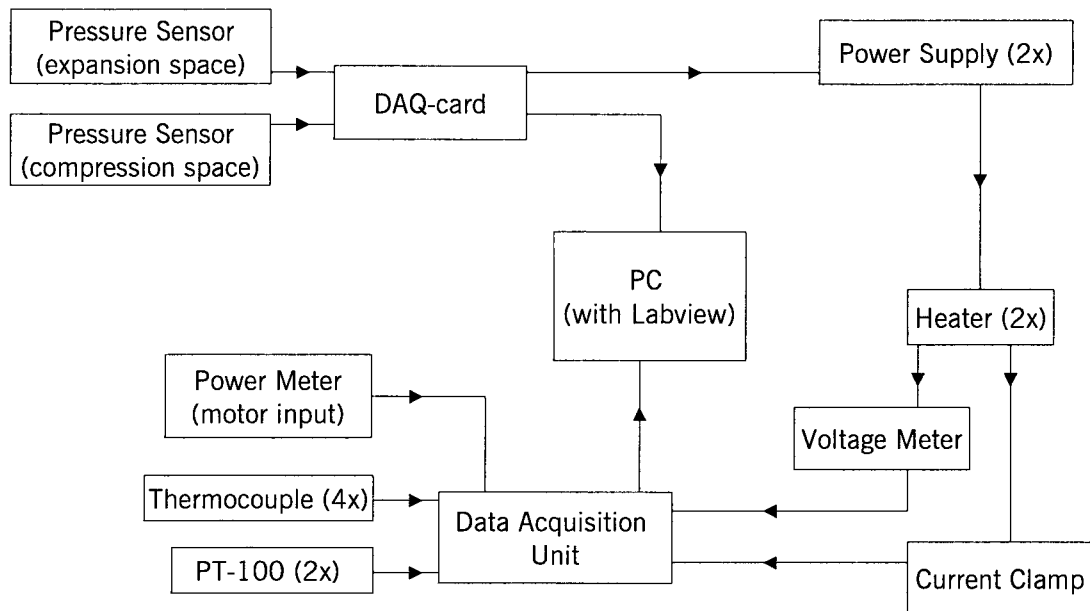 Pressure Sensor
(expansion space)
Power Supply (2x)
DAQ-card
Pressure Sensor
(compression space)
PC
(with Labview)
Heater (2x)
Power Meter
(motor input)
Voltage Meter
Thermocouple (4x)
Data Acquisition
Unit
PT-100 (2x)
Current Clamp